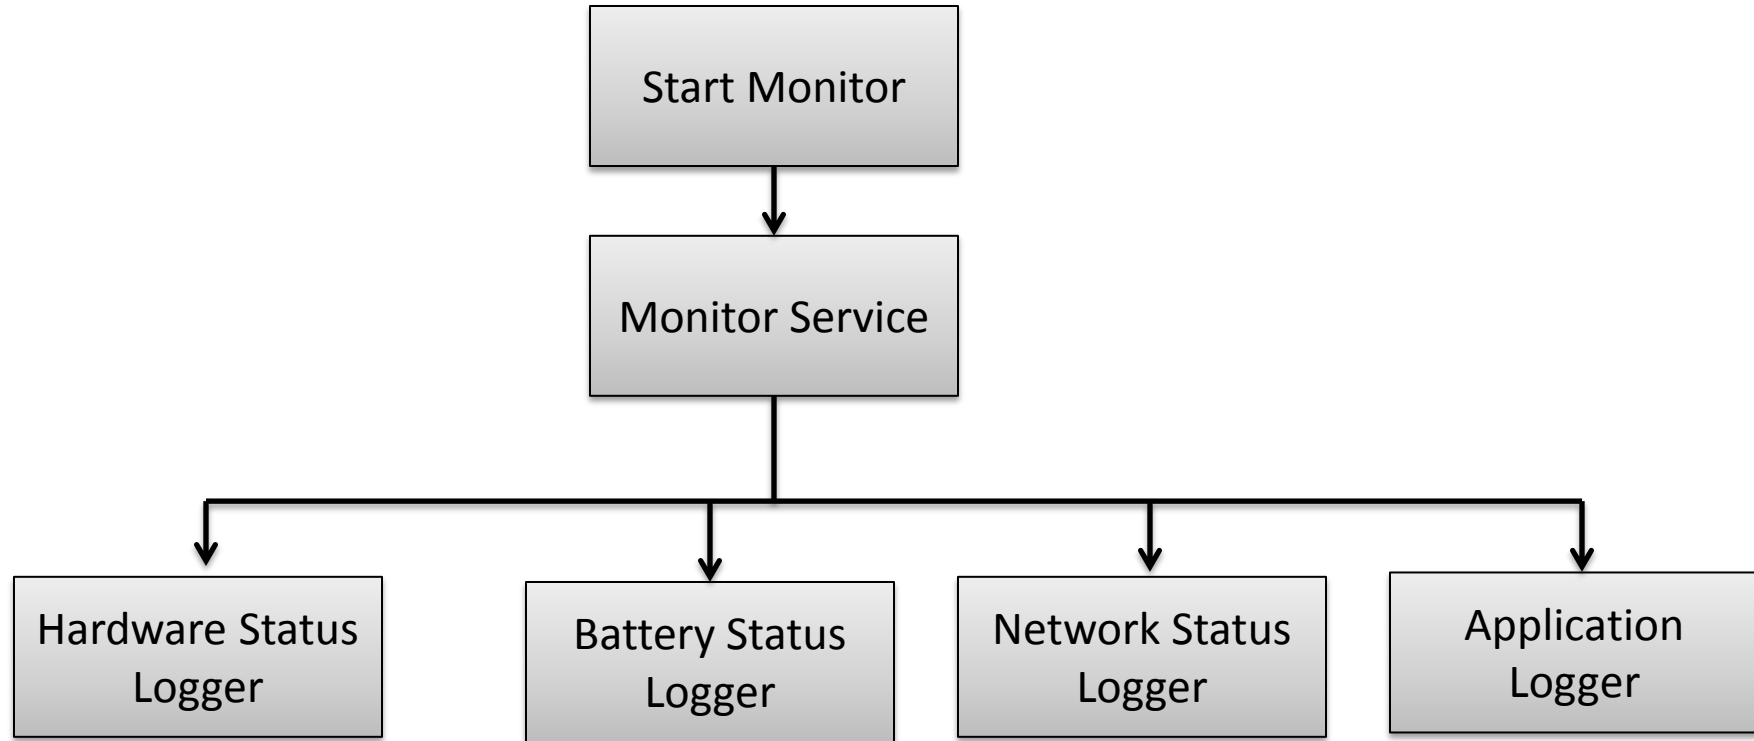 Start Monitor
Monitor Service
Hardware Status
Logger
Battery Status
Logger
Network Status
Logger
Application
Logger